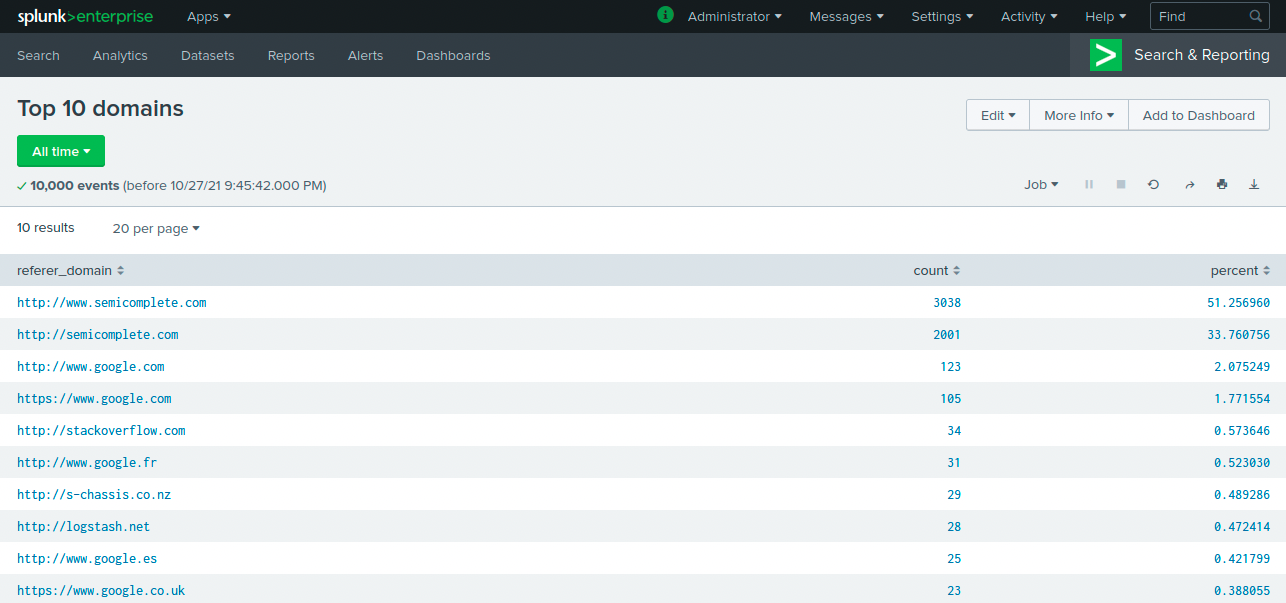 splunk>enterprise Apps Administrator Messages Settings Activity Help Find
Search Analytics Datasets Reports Alerts Dashboards Search & Reporting
Top 10 domains
Edit More Info Add to Dashboard
All time
10,000 events (before 10/27/21 9:45:42.000 PM) Job
10 results 20 per page
referer_domain count percent
http://www.semicomplete.com 3038 51.256960
http://semicomplete.com 2001 33.760756
http://www.google.com 123 2.075249
https://www.google.com 105 1.771554
http://stackoverflow.com 34 0.573646
http://www.google.fr 31 0.523030
http://s-chassis.co.nz 29 0.489286
http://logstash.net 28 0.472414
http://www.google.es 25 0.421799
https://www.google.co.uk 23 0.388055